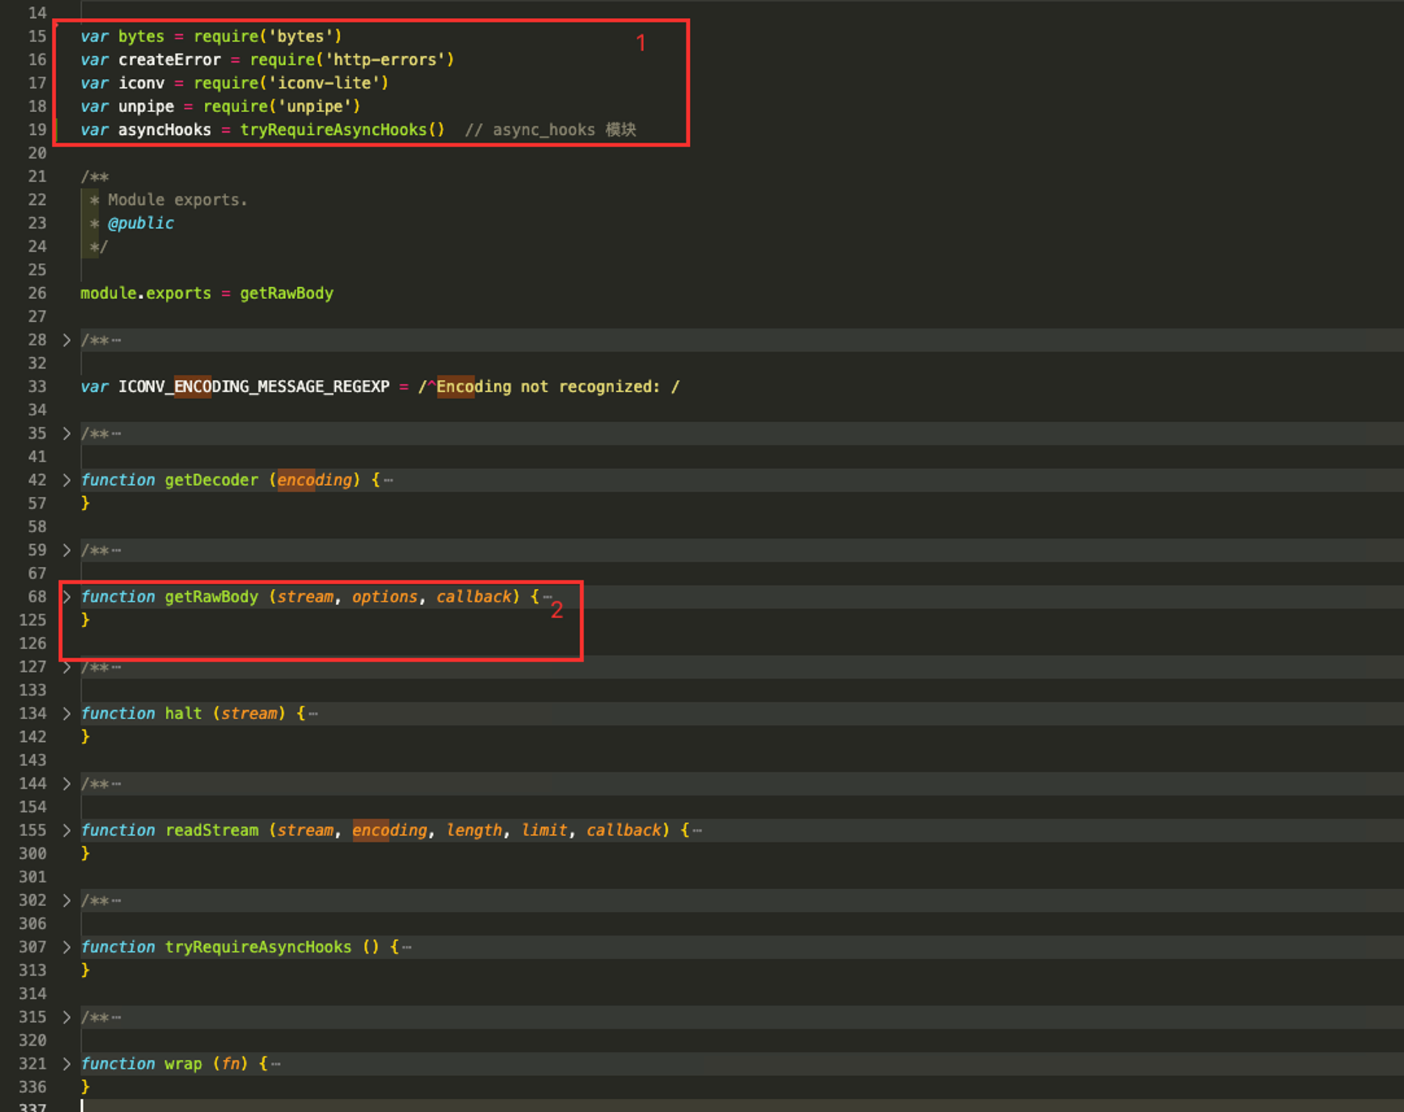 14
15 var bytes = require('bytes')
1
16 var createError = require('http-errors')
17 var iconv = require('iconv-lite')
18 var unpipe = require('unpipe')
19 var asyncHooks = tryRequireAsyncHooks() // async_hooks 模块
20
21 /**
22 * Module exports.
23 * @public
24 */
25
26 module.exports = getRawBody
27
28 /**…
32
33 var ICONV_ENCODING_MESSAGE_REGEXP = /^Encoding not recognized: /
34
35 /**…
41
42 function getDecoder (encoding) {…
57 }
58
59 /**…
67
68 function getRawBody (stream, options, callback) {…
2
125 }
126
127 /**…
133
134 function halt (stream) {…
142 }
143
144 /**…
154
155 function readStream (stream, encoding, length, limit, callback) {…
300 }
301
302 /**…
306
307 function tryRequireAsyncHooks () {…
313 }
314
315 /**…
320
321 function wrap (fn) {…
336 }
337